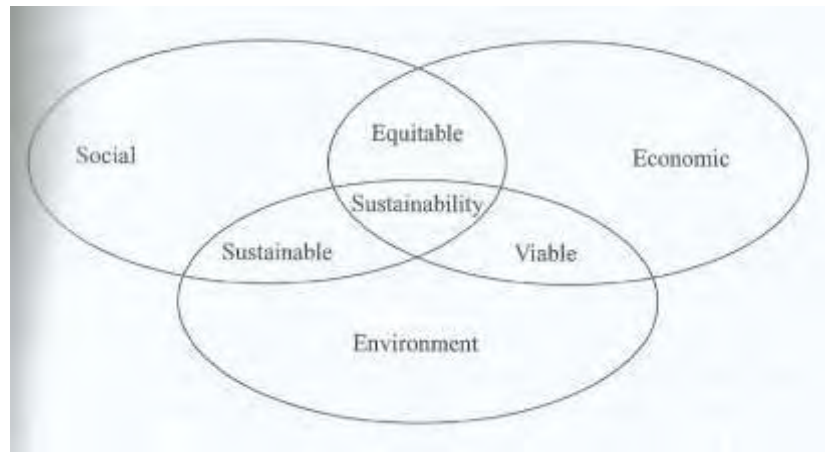 Equitable
Social
Economic
Sustainability
Sustainable
Viable
Environment